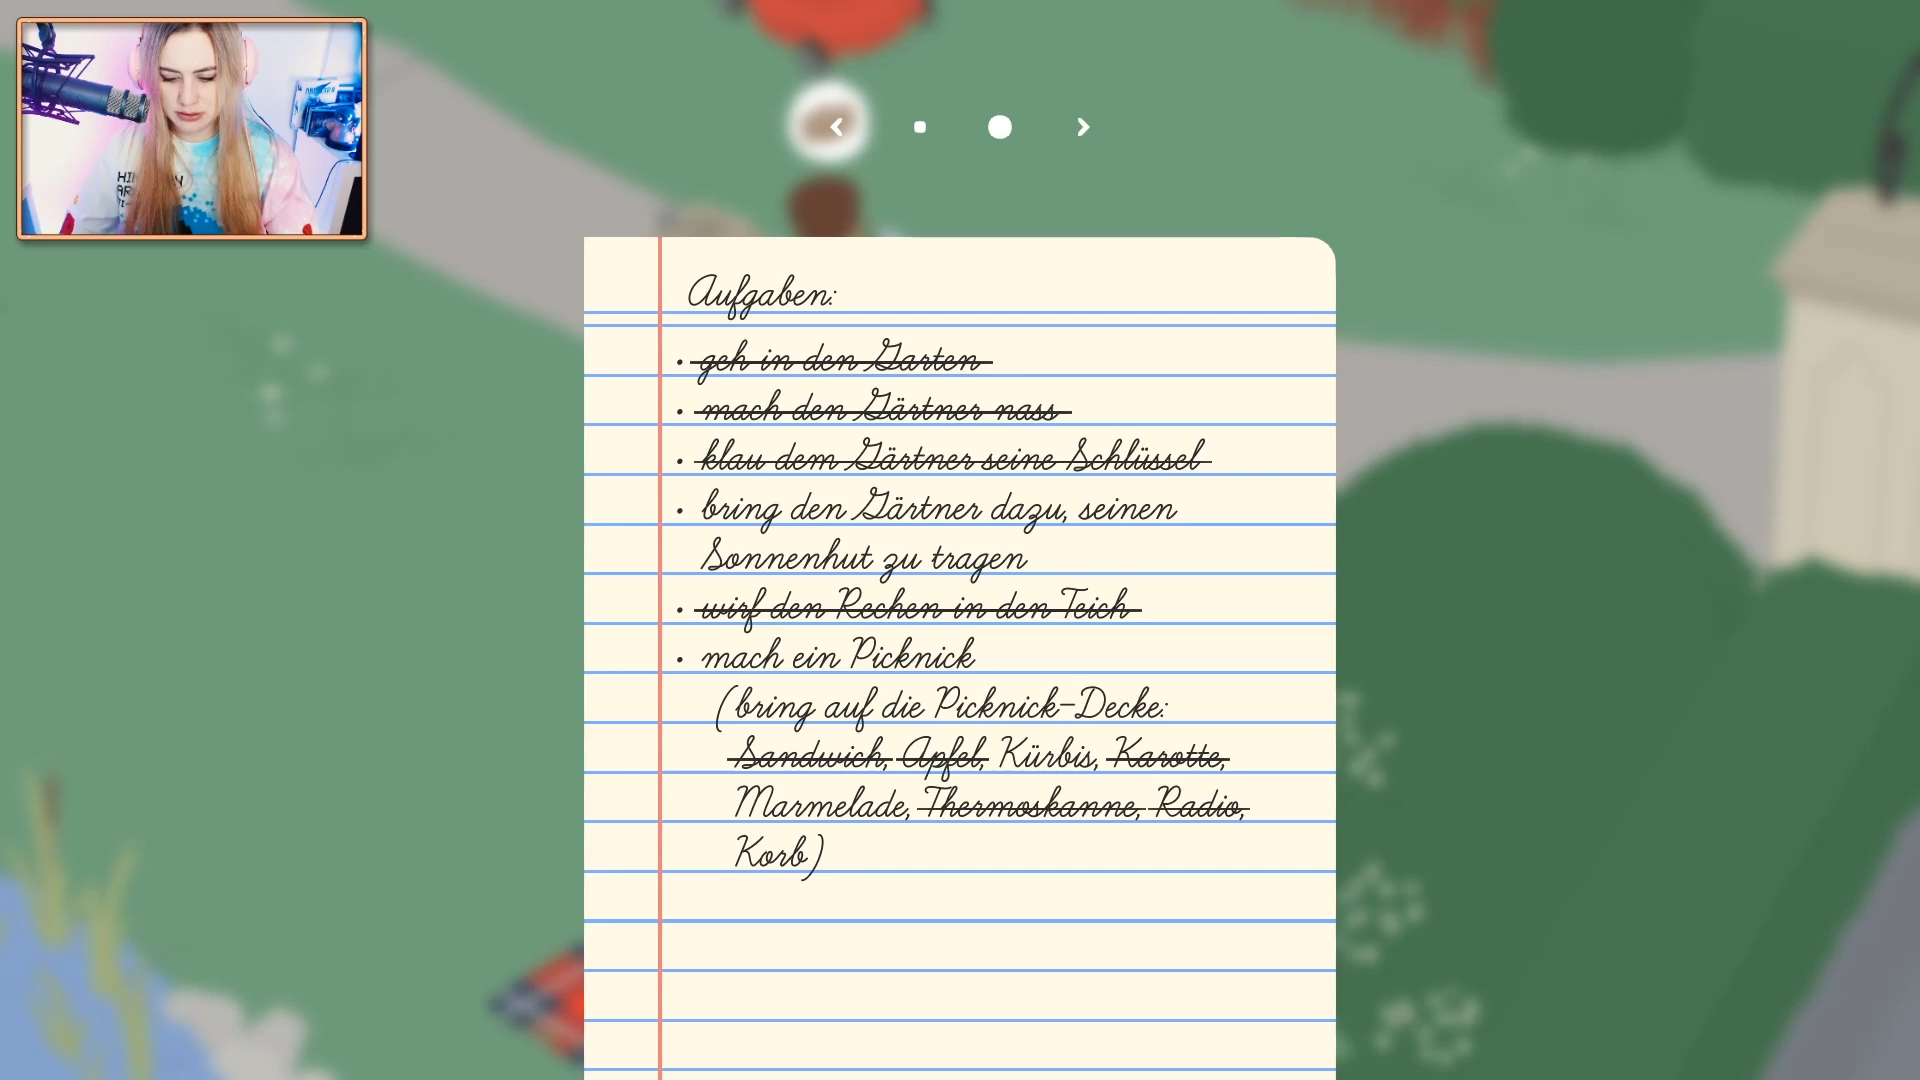 Aufgaben:
• geh in den Garten
• mach den Gärtner nass
• klau dem Gärtner seine Schlüssel
• bring den Gärtner dazu, seinen
Sonnenhut zu tragen
• wirf den Rechen in den Teich
• mach ein Picknick
(bring auf die Picknick-Decke:
Sandwich, Apfel, Kürbis, Karotte,
Marmelade, Thermoskanne, Radio,
Korb)